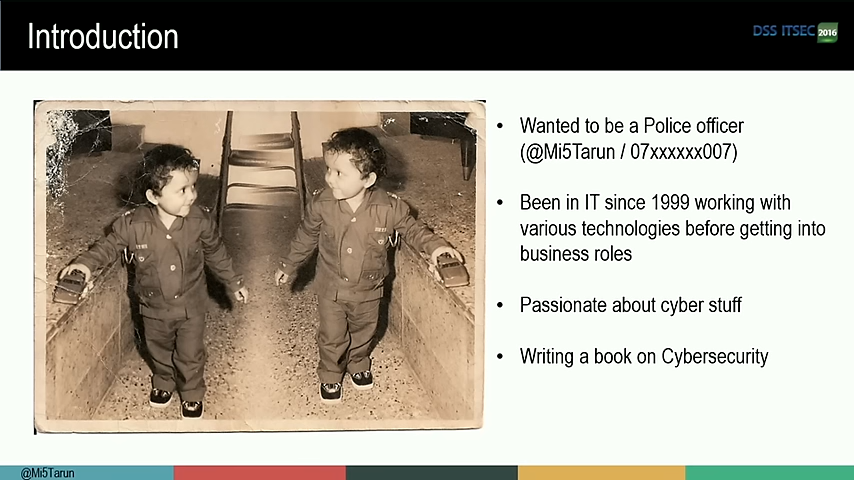 Introduction
DSS ITSEC 2016
• Wanted to be a Police officer
(@Mi5Tarun / 07xxxxxx007)
• Been in IT since 1999 working with
various technologies before getting into
business roles
• Passionate about cyber stuff
• Writing a book on Cybersecurity
@Mi5Tarun